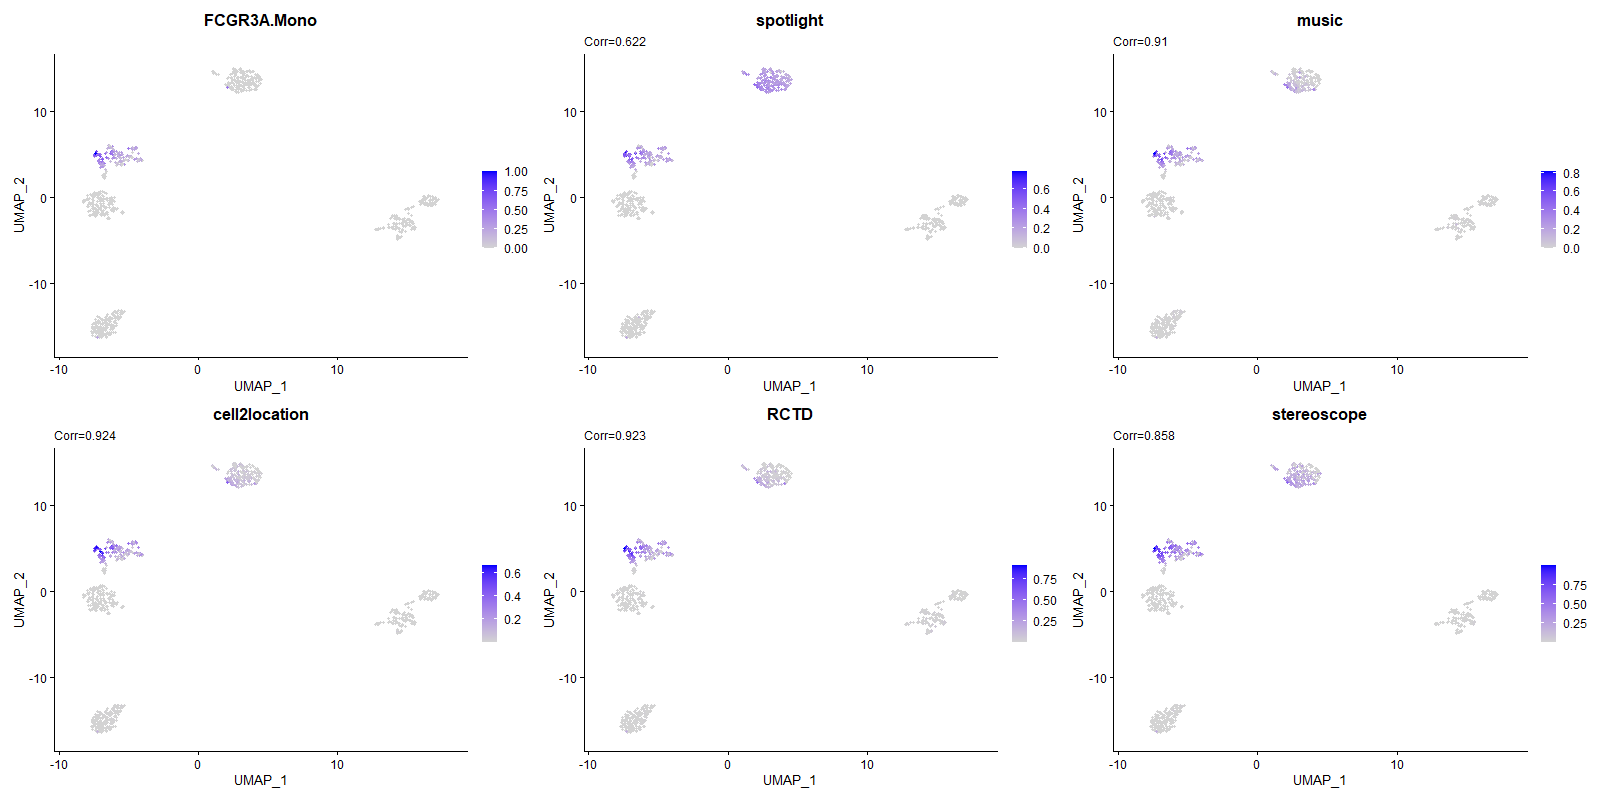 FCGR3A.Mono
UMAP_2
10
0
-10
-10
0
10
UMAP_1
1.00
0.75
0.50
0.25
0.00
spotlight
Corr=0.622
UMAP_2
10
0
-10
-10
0
10
UMAP_1
0.6
0.4
0.2
0.0
music
Corr=0.91
UMAP_2
10
0
-10
-10
0
10
UMAP_1
0.8
0.6
0.4
0.2
0.0
cell2location
Corr=0.924
UMAP_2
10
0
-10
-10
0
10
UMAP_1
0.6
0.4
0.2
RCTD
Corr=0.923
UMAP_2
10
0
-10
-10
0
10
UMAP_1
0.75
0.50
0.25
stereoscope
Corr=0.858
UMAP_2
10
0
-10
-10
0
10
UMAP_1
0.75
0.50
0.25